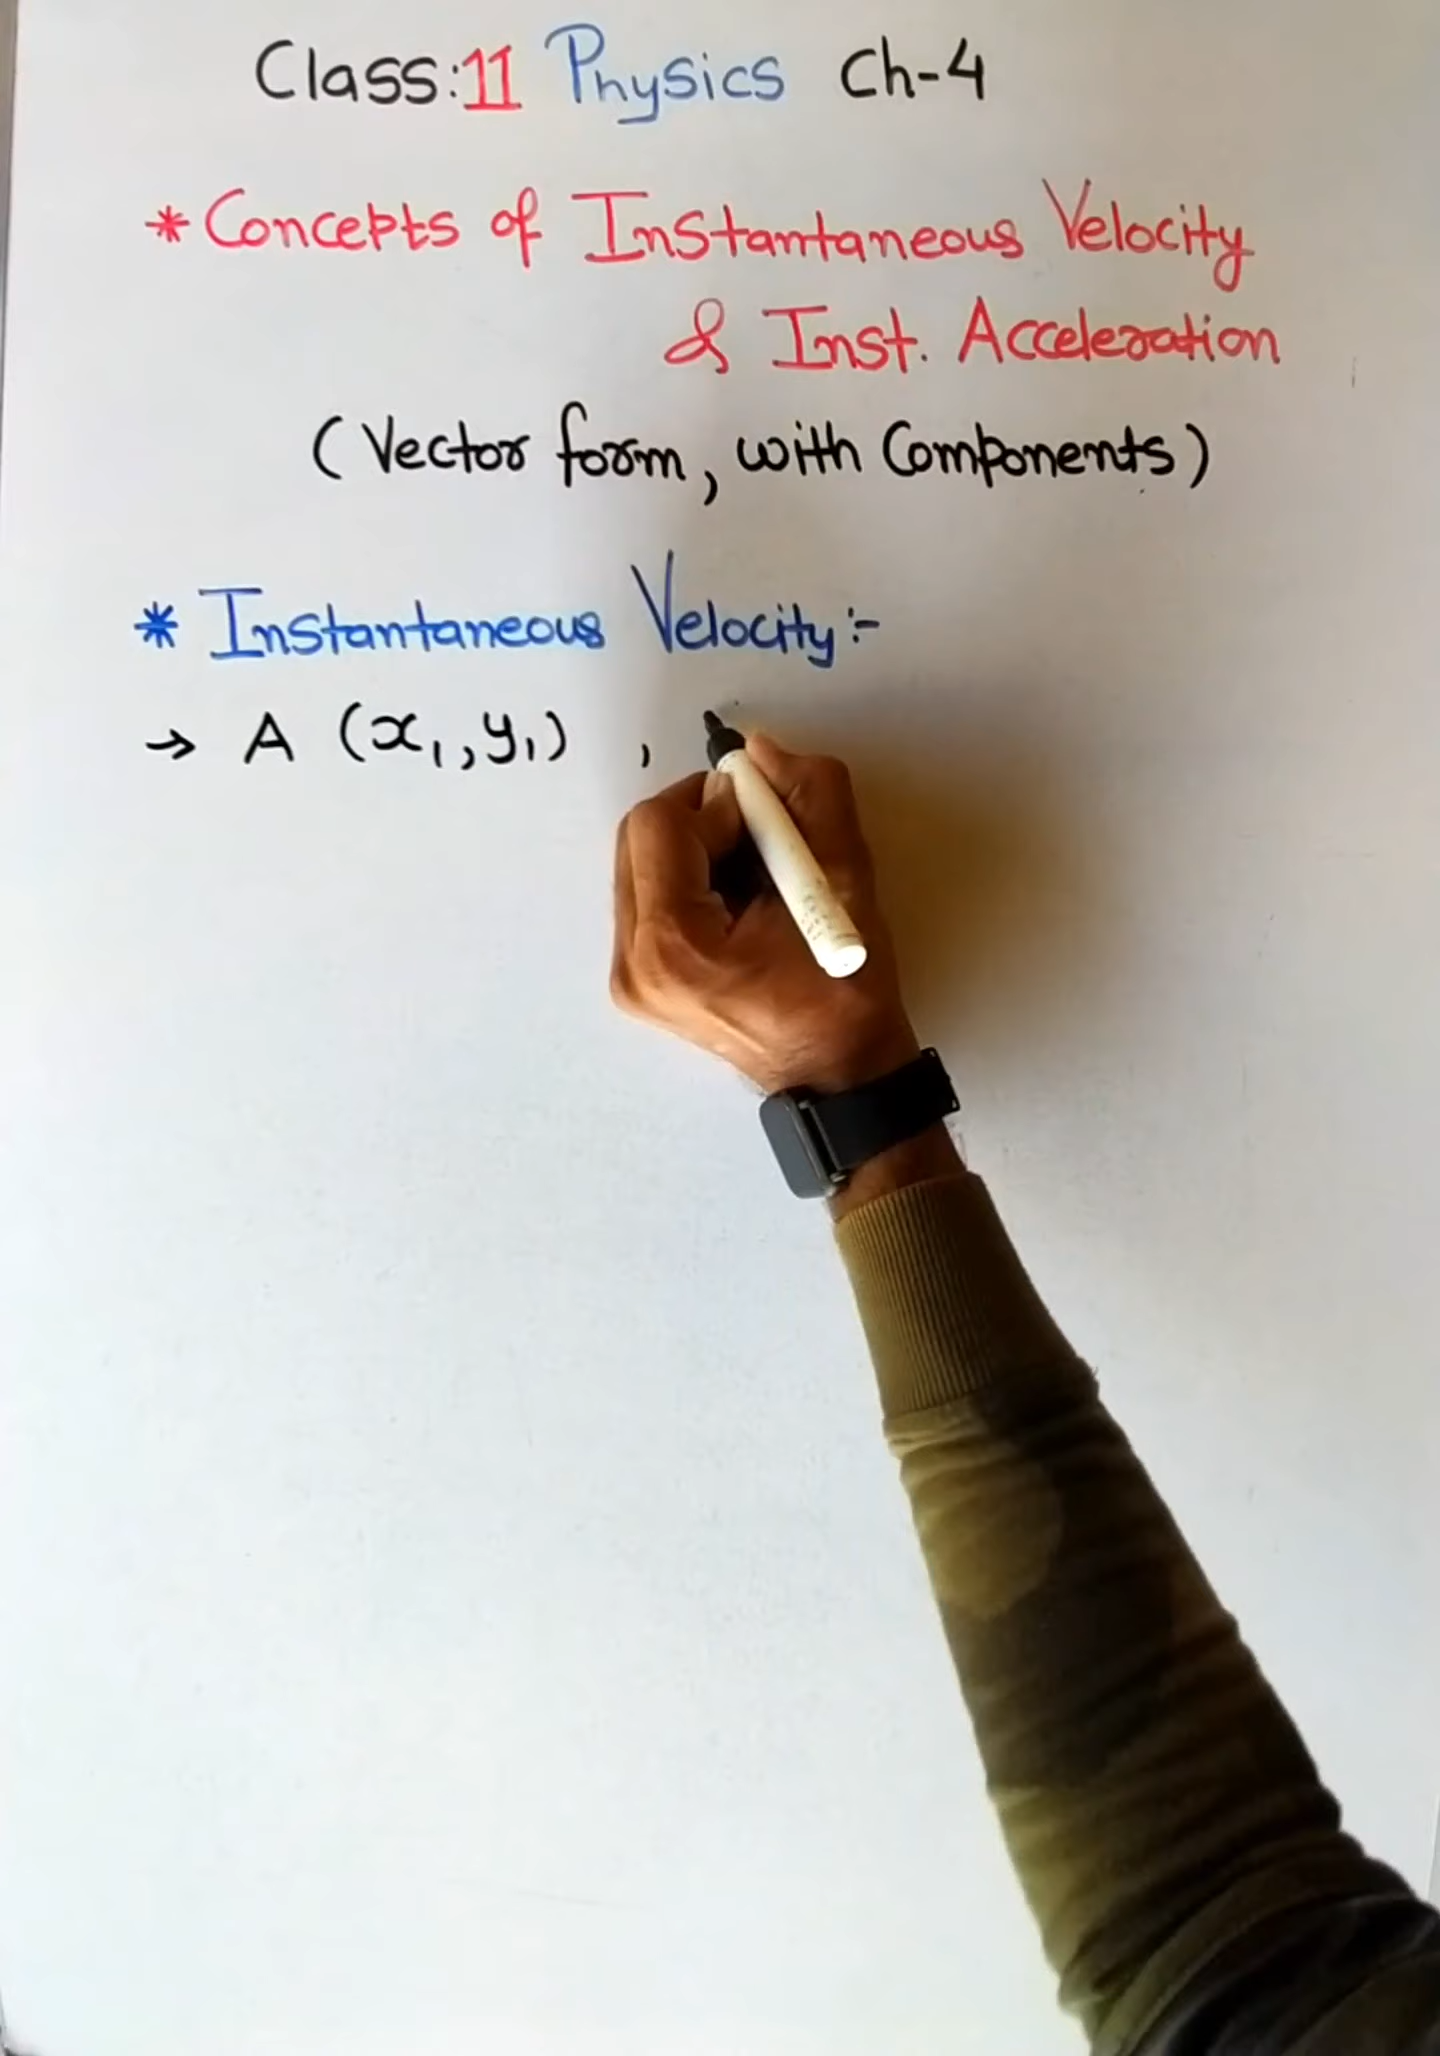 Class:11 Physics Ch-4
* Concepts of Instantaneous Velocity
& Inst. Acceleration
(Vector form, with Components)
* Instantaneous Velocity:-
→ A (x₁,y₁) ,